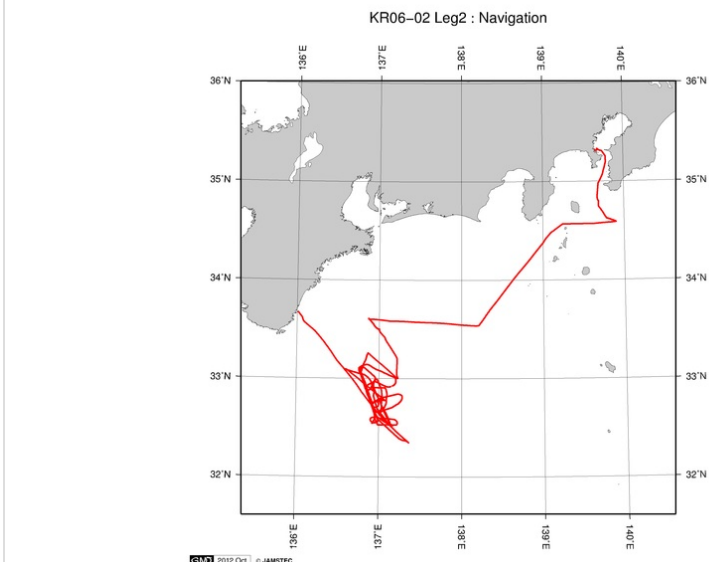 KR06−02 Leg2 : Navigation
136˚E 137˚E 138˚E 139˚E 140˚E
36˚N 36˚N
35˚N 35˚N
34˚N 34˚N
33˚N 33˚N
32˚N 32˚N
136˚E 137˚E 138˚E 139˚E 140˚E
GMD 2012 Oct © JAMSTEC